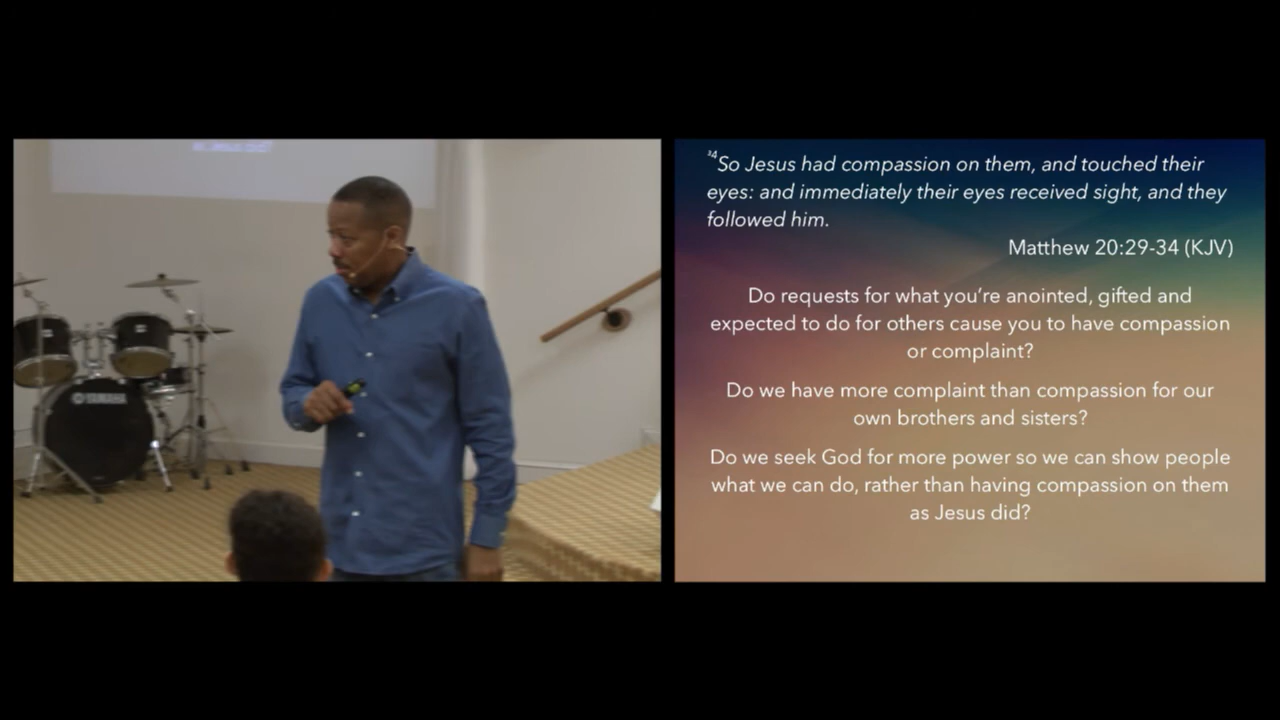 as Jesus did?
YAMAHA
³⁴So Jesus had compassion on them, and touched their
eyes: and immediately their eyes received sight, and they
followed him.
Matthew 20:29-34 (KJV)
Do requests for what you’re anointed, gifted and
expected to do for others cause you to have compassion
or complaint?
Do we have more complaint than compassion for our
own brothers and sisters?
Do we seek God for more power so we can show people
what we can do, rather than having compassion on them
as Jesus did?